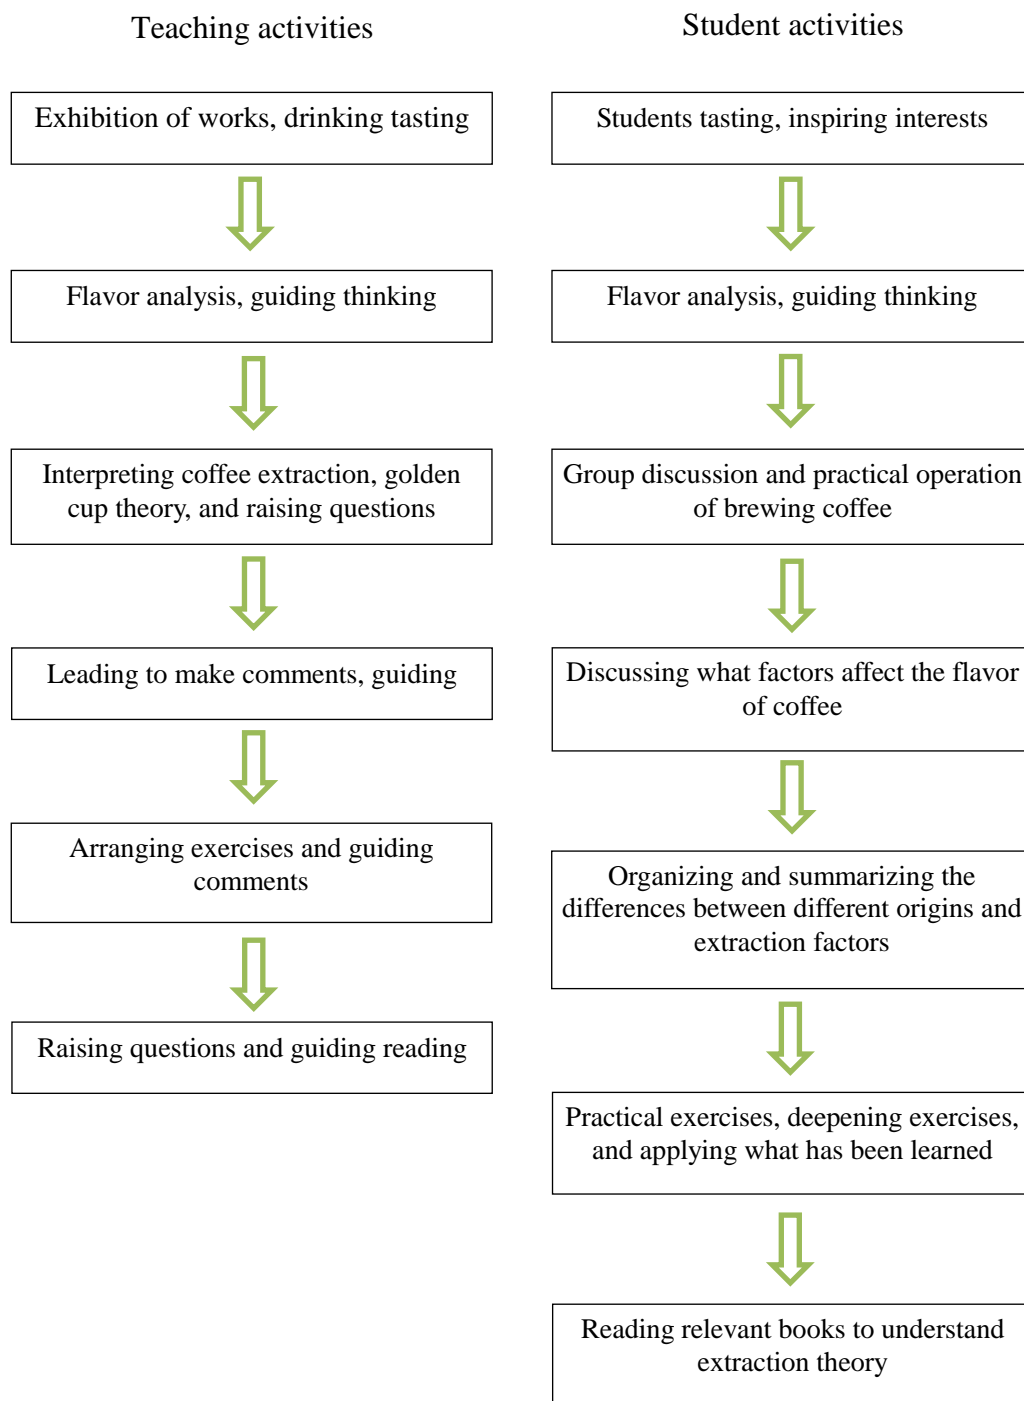 Teaching activities
Exhibition of works, drinking tasting
Flavor analysis, guiding thinking
Interpreting coffee extraction, golden
cup theory, and raising questions
Leading to make comments, guiding
Arranging exercises and guiding
comments
Raising questions and guiding reading
Student activities
Students tasting, inspiring interests
Flavor analysis, guiding thinking
Group discussion and practical operation
of brewing coffee
Discussing what factors affect the flavor
of coffee
Organizing and summarizing the
differences between different origins and
extraction factors
Practical exercises, deepening exercises,
and applying what has been learned
Reading relevant books to understand
extraction theory